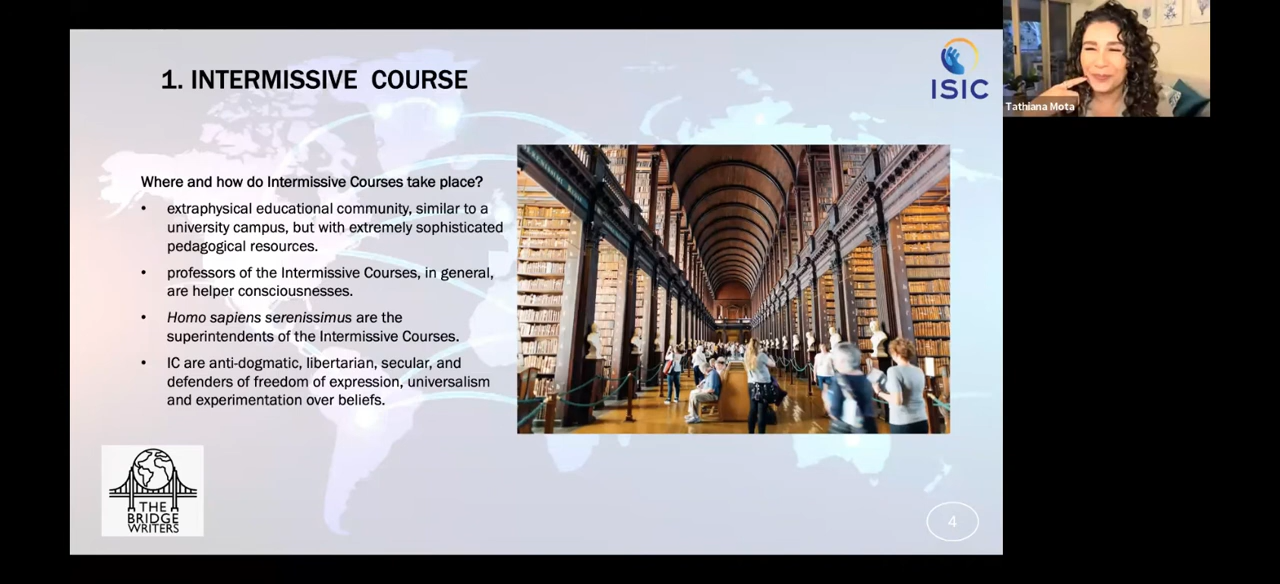 1. INTERMISSIVE COURSE
ISIC
Tathiana Mota
Where and how do Intermissive Courses take place?
• extraphysical educational community, similar to a
university campus, but with extremely sophisticated
pedagogical resources.
• professors of the Intermissive Courses, in general,
are helper consciousnesses.
• Homo sapiens serenissimus are the
superintendents of the Intermissive Courses.
• IC are anti-dogmatic, libertarian, secular, and
defenders of freedom of expression, universalism
and experimentation over beliefs.
THE
BRIDGE
WRITERS
4